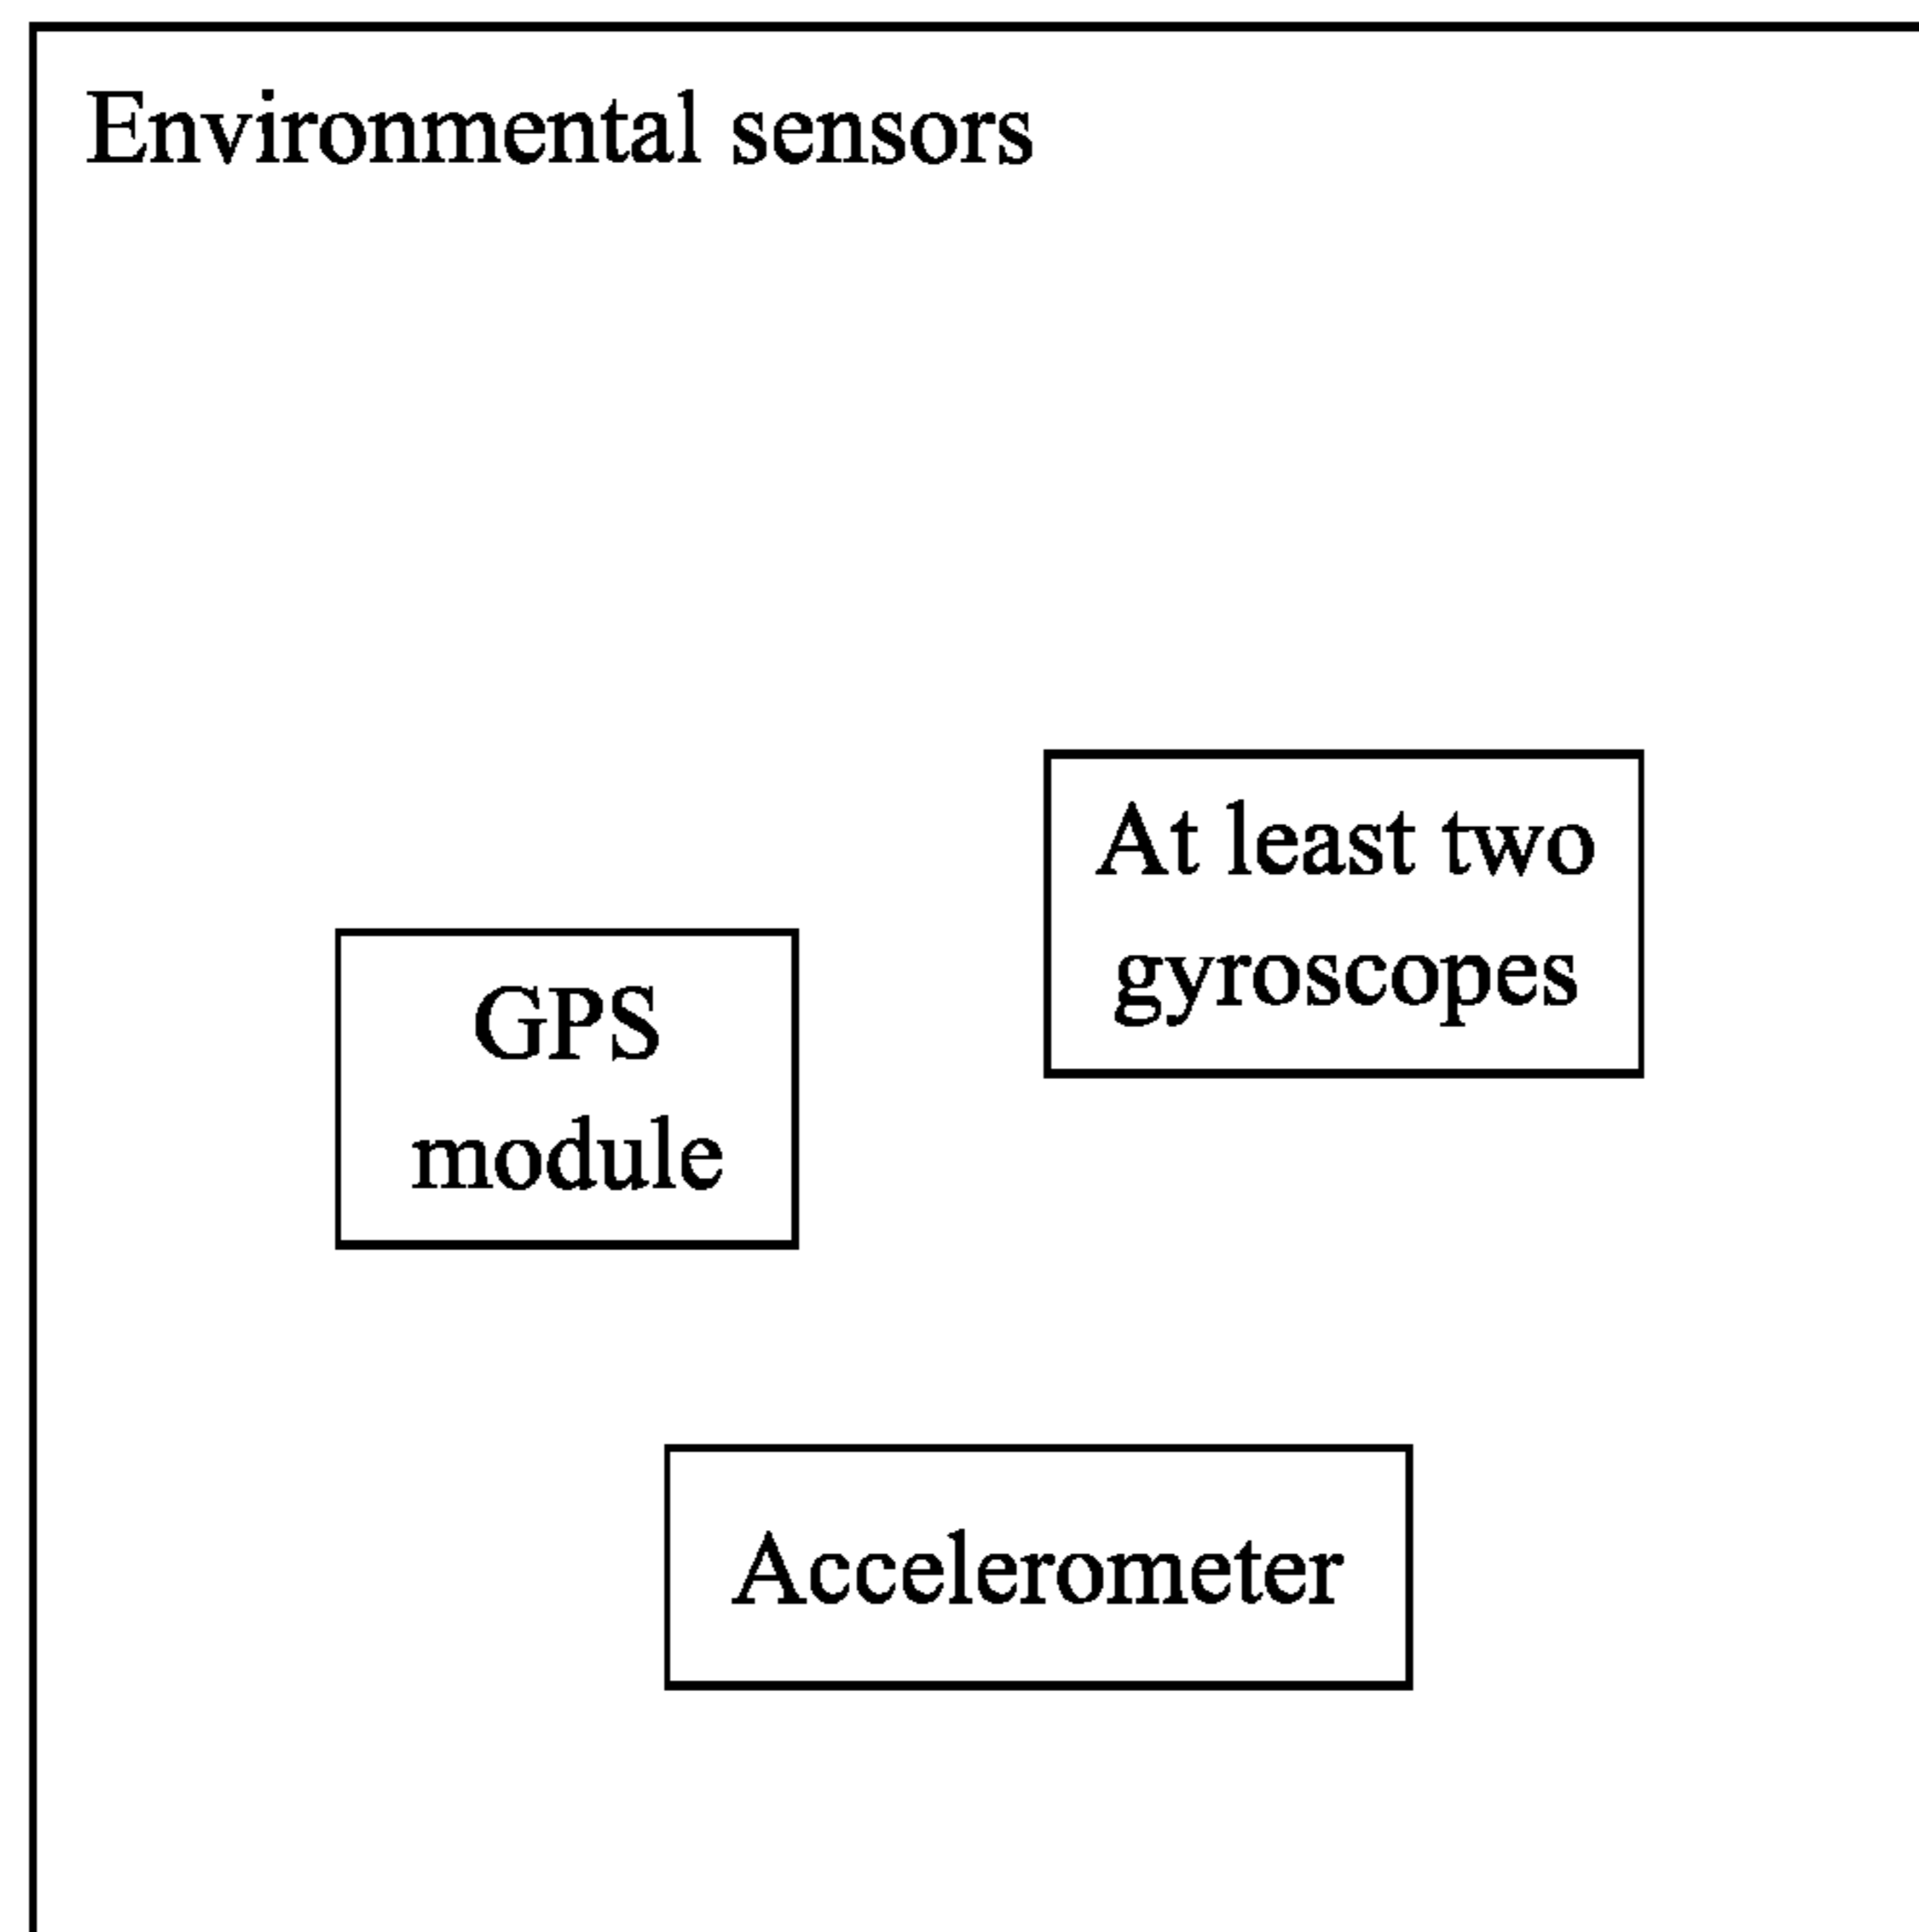 Environmental sensors
At least two
gyroscopes
GPS
module
Accelerometer